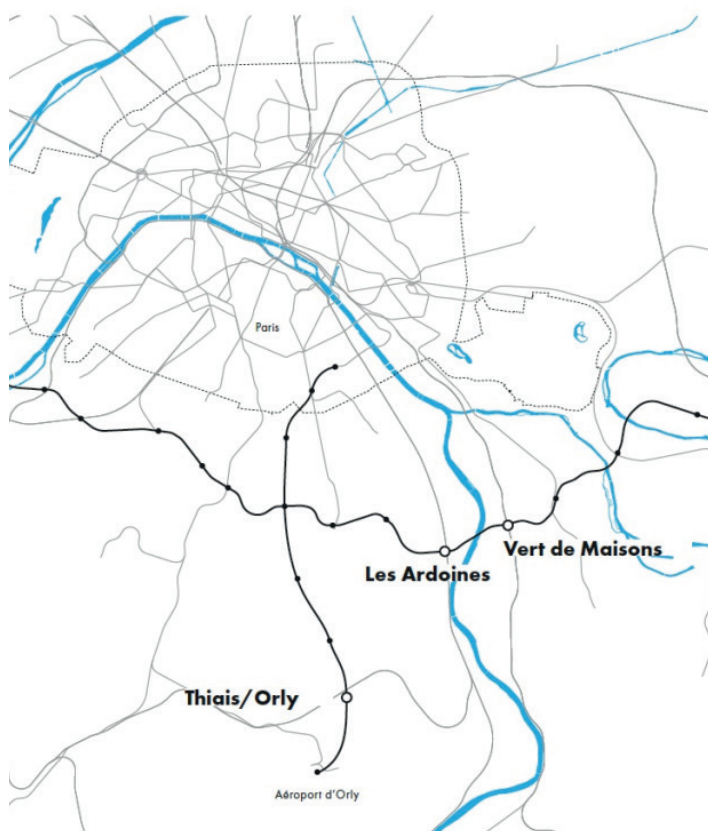 Paris
Vert de Maisons
Les Ardoines
Thiais/Orly
Aéroport d'Orly